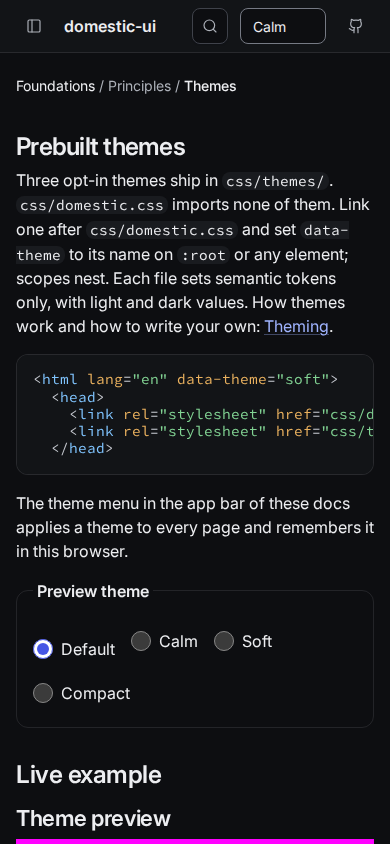 domestic-ui
Calm
Foundations / Principles / Themes
Prebuilt themes
Three opt-in themes ship in css/themes/.
css/domestic.css imports none of them. Link
one after css/domestic.css and set data-
theme to its name on :root or any element;
scopes nest. Each file sets semantic tokens
only, with light and dark values. How themes
work and how to write your own: Theming.
<html lang="en" data-theme="soft">
<head>
<link rel="stylesheet" href="css/d
<link rel="stylesheet" href="css/t
</head>
The theme menu in the app bar of these docs
applies a theme to every page and remembers it
in this browser.
Preview theme
Default
Calm
Soft
Compact
Live example
Theme preview